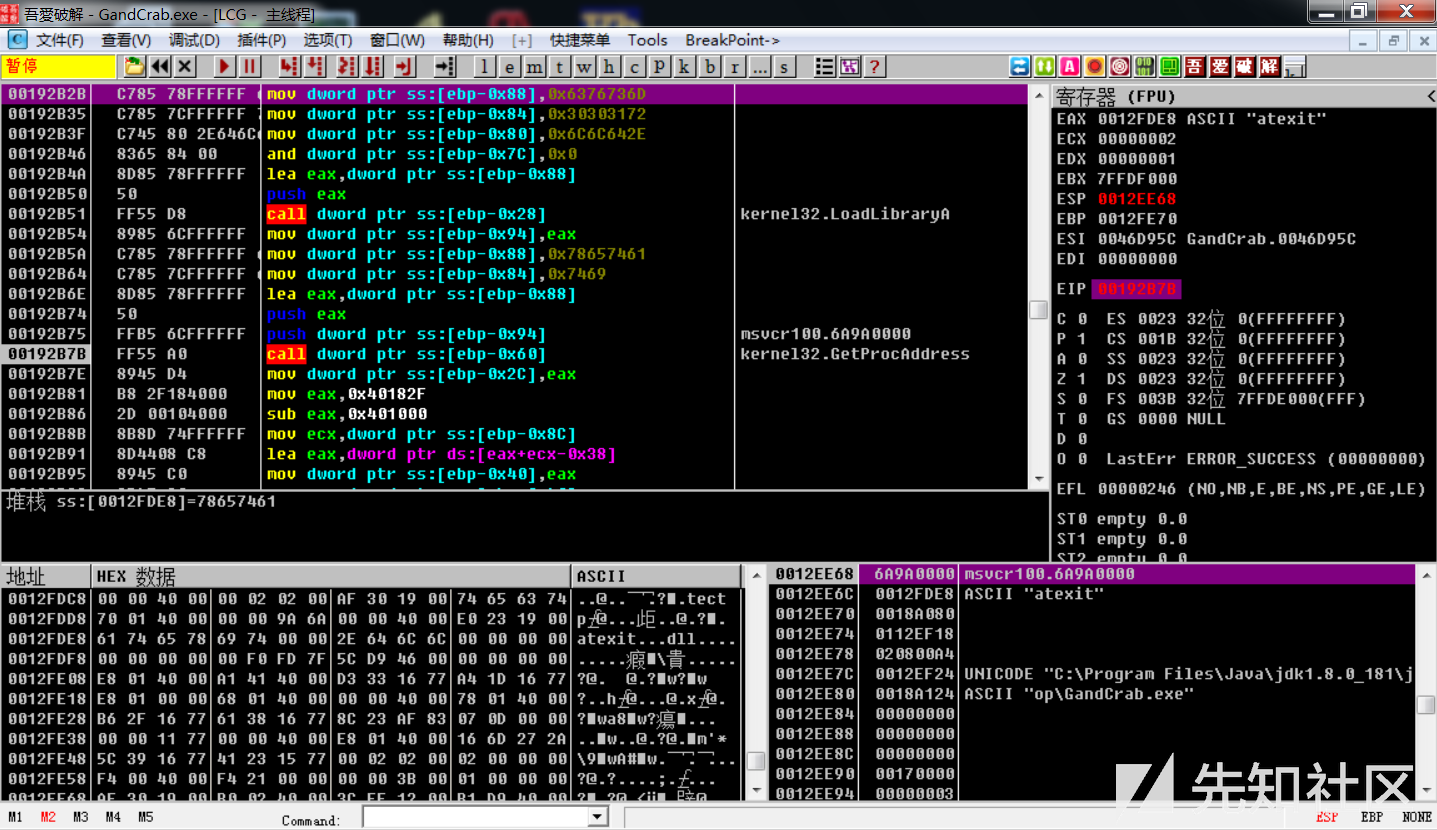 吾愛破解 - GandCrab.exe - [LCG - 主线程]
文件(F) 查看(V) 调试(D) 插件(P) 选项(T) 窗口(W) 帮助(H) [+] 快捷菜单 Tools BreakPoint->
暂停 l e m t w h c p k b r ... s ? 吾 爱 破 解
00192B2B C785 78FFFFFF mov dword ptr ss:[ebp-0x88],0x6376736D
00192B35 C785 7CFFFFFF mov dword ptr ss:[ebp-0x84],0x30303172
00192B3F C745 80 2E646C mov dword ptr ss:[ebp-0x80],0x6C6C642E
00192B46 8365 84 00 and dword ptr ss:[ebp-0x7C],0x0
00192B4A 8D85 78FFFFFF lea eax,dword ptr ss:[ebp-0x88]
00192B50 50 push eax
00192B51 FF55 D8 call dword ptr ss:[ebp-0x28] kernel32.LoadLibraryA
00192B54 8985 6CFFFFFF mov dword ptr ss:[ebp-0x94],eax
00192B5A C785 78FFFFFF mov dword ptr ss:[ebp-0x88],0x78657461
00192B64 C785 7CFFFFFF mov dword ptr ss:[ebp-0x84],0x7469
00192B6E 8D85 78FFFFFF lea eax,dword ptr ss:[ebp-0x88]
00192B74 50 push eax
00192B75 FFB5 6CFFFFFF push dword ptr ss:[ebp-0x94] msvcr100.6A9A0000
00192B7B FF55 A0 call dword ptr ss:[ebp-0x60] kernel32.GetProcAddress
00192B7E 8945 D4 mov dword ptr ss:[ebp-0x2C],eax
00192B81 B8 2F184000 mov eax,0x40182F
00192B86 2D 00104000 sub eax,0x401000
00192B8B 8B8D 74FFFFFF mov ecx,dword ptr ss:[ebp-0x8C]
00192B91 8D4408 C8 lea eax,dword ptr ds:[eax+ecx-0x38]
00192B95 8945 C0 mov dword ptr ss:[ebp-0x40],eax
堆栈 ss:[0012FDE8]=78657461
寄存器 (FPU) <
EAX 0012FDE8 ASCII "atexit"
ECX 00000002
EDX 00000001
EBX 7FFDF000
ESP 0012EE68
EBP 0012FE70
ESI 0046D95C GandCrab.0046D95C
EDI 00000000
EIP 00192B7B
C 0 ES 0023 32位 0(FFFFFFFF)
P 1 CS 001B 32位 0(FFFFFFFF)
A 0 SS 0023 32位 0(FFFFFFFF)
Z 1 DS 0023 32位 0(FFFFFFFF)
S 0 FS 003B 32位 7FFDE000(FFF)
T 0 GS 0000 NULL
D 0
O 0 LastErr ERROR_SUCCESS (00000000)
EFL 00000246 (NO,NB,E,BE,NS,PE,GE,LE)
ST0 empty 0.0
ST1 empty 0.0
ST2 empty 0.0
地址 HEX 数据 ASCII
0012FDC8 00 00 40 00 00 02 02 00 AF 30 19 00 74 65 63 74 .tect
0012FDD8 70 01 40 00 00 00 9A 6A 00 00 40 00 E0 23 19 00
0012FDE8 61 74 65 78 69 74 00 00 2E 64 6C 6C 00 00 00 00 atexit...dll....
0012FDF8 00 00 00 00 00 F0 FD 7F 5C D9 46 00 00 00 00 00
0012FE08 E8 01 40 00 A1 41 40 00 D3 33 16 77 A4 1D 16 77
0012FE18 E8 01 00 00 68 01 40 00 00 00 40 00 78 01 40 00
0012FE28 B6 2F 16 77 61 38 16 77 8C 23 AF 83 07 0D 00 00
0012FE38 00 00 11 77 00 00 40 00 E8 01 40 00 16 6D 27 2A
0012FE48 5C 39 16 77 41 23 15 77 00 02 02 00 02 00 00 00
0012FE58 F4 00 40 00 F4 21 00 00 00 00 3B 00 01 00 00 00
0012EE68 6A9A0000 msvcr100.6A9A0000
0012EE6C 0012FDE8 ASCII "atexit"
0012EE70 0018A080
0012EE74 0112EF18
0012EE78 020800A4
0012EE7C 0012EF24 UNICODE "C:\Program Files\Java\jdk1.8.0_181\j
0012EE80 0018A124 ASCII "op\GandCrab.exe"
0012EE84 00000000
0012EE88 00000000
0012EE8C 00000000
0012EE90 00170000
0012EE94 00000003
先知社区
M1 M2 M3 M4 M5 Command: ESP EBP NONE